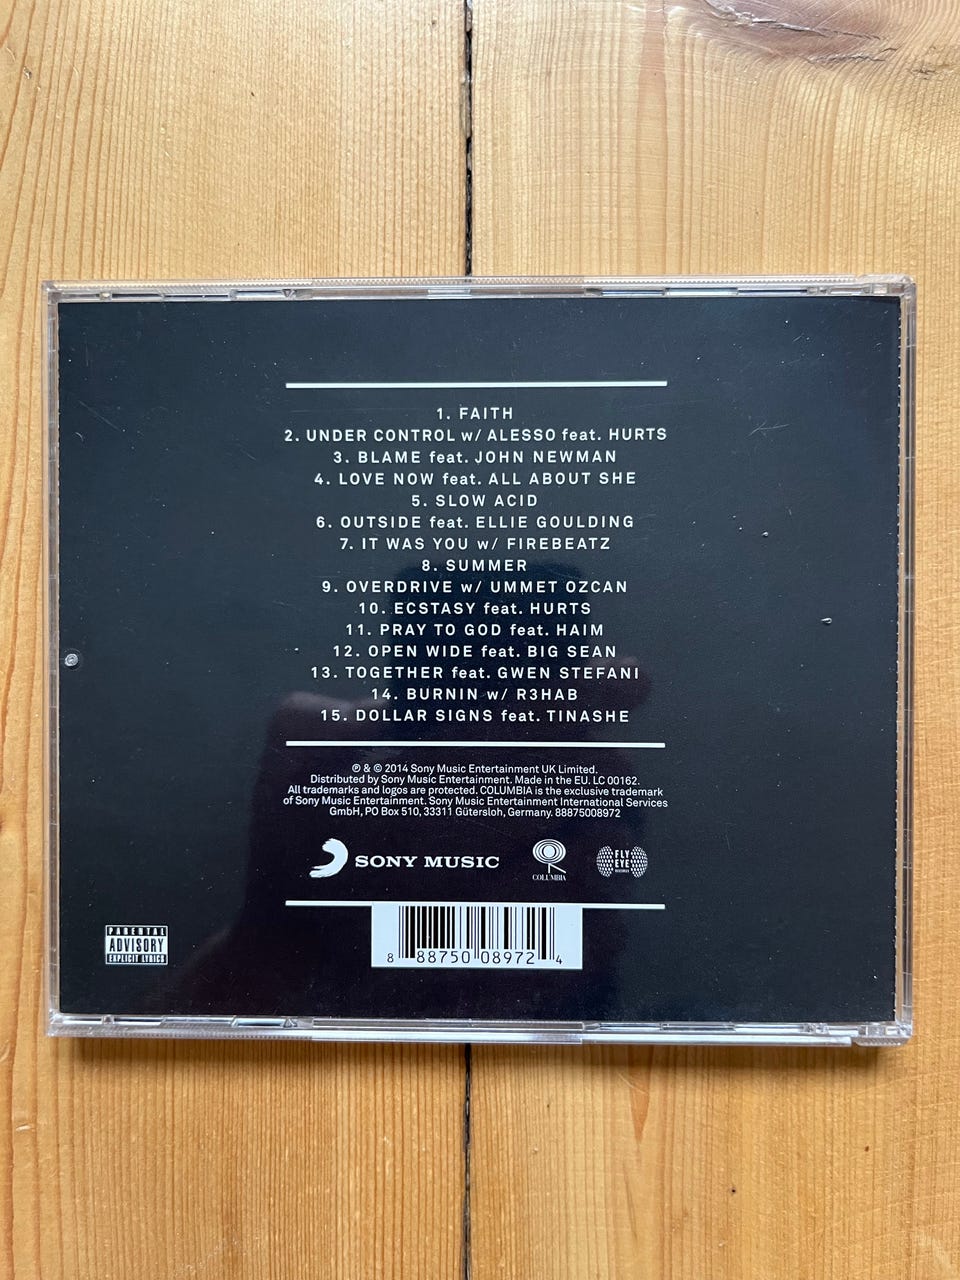 1. FAITH
2. UNDER CONTROL w/ ALESSO feat. HURTS
3. BLAME feat. JOHN NEWMAN
4. LOVE NOW feat. ALL ABOUT SHE
5. SLOW ACID
6. OUTSIDE feat. ELLIE GOULDING
7. IT WAS YOU w/ FIREBEATZ
8. SUMMER
9. OVERDRIVE w/ UMMET OZCAN
10. ECSTASY feat. HURTS
11. PRAY TO GOD feat. HAIM
12. OPEN WIDE feat. BIG SEAN
13. TOGETHER feat. GWEN STEFANI
14. BURNIN w/ R3HAB
15. DOLLAR SIGNS feat. TINASHE
℗ & © 2014 Sony Music Entertainment UK Limited.
Distributed by Sony Music Entertainment. Made in the EU. LC 00162.
All trademarks and logos are protected. COLUMBIA is the exclusive trademark
of Sony Music Entertainment. Sony Music Entertainment International Services
GmbH, PO Box 510, 33311 Gütersloh, Germany. 88875008972
SONY MUSIC
COLUMBIA
FLY
EYE
RECORDS
PARENTAL
ADVISORY
EXPLICIT LYRICS
8 88750 08972 4